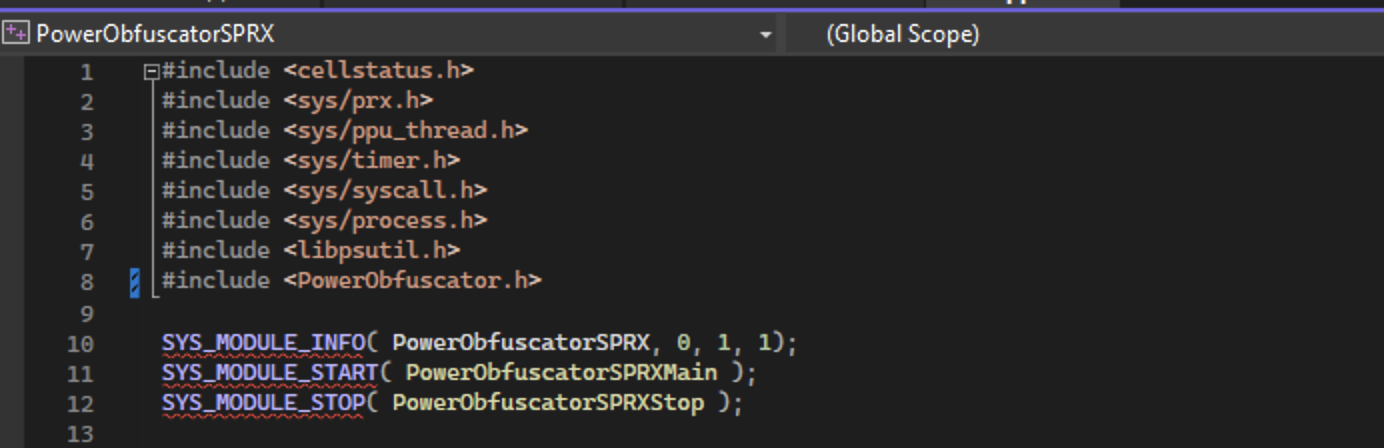 PowerObfuscatorSPRX
(Global Scope)
1 #include <cellstatus.h>
2 #include <sys/prx.h>
3 #include <sys/ppu_thread.h>
4 #include <sys/timer.h>
5 #include <sys/syscall.h>
6 #include <sys/process.h>
7 #include <libpsutil.h>
8 #include <PowerObfuscator.h>
9
10 SYS_MODULE_INFO( PowerObfuscatorSPRX, 0, 1, 1);
11 SYS_MODULE_START( PowerObfuscatorSPRXMain );
12 SYS_MODULE_STOP( PowerObfuscatorSPRXStop );
13